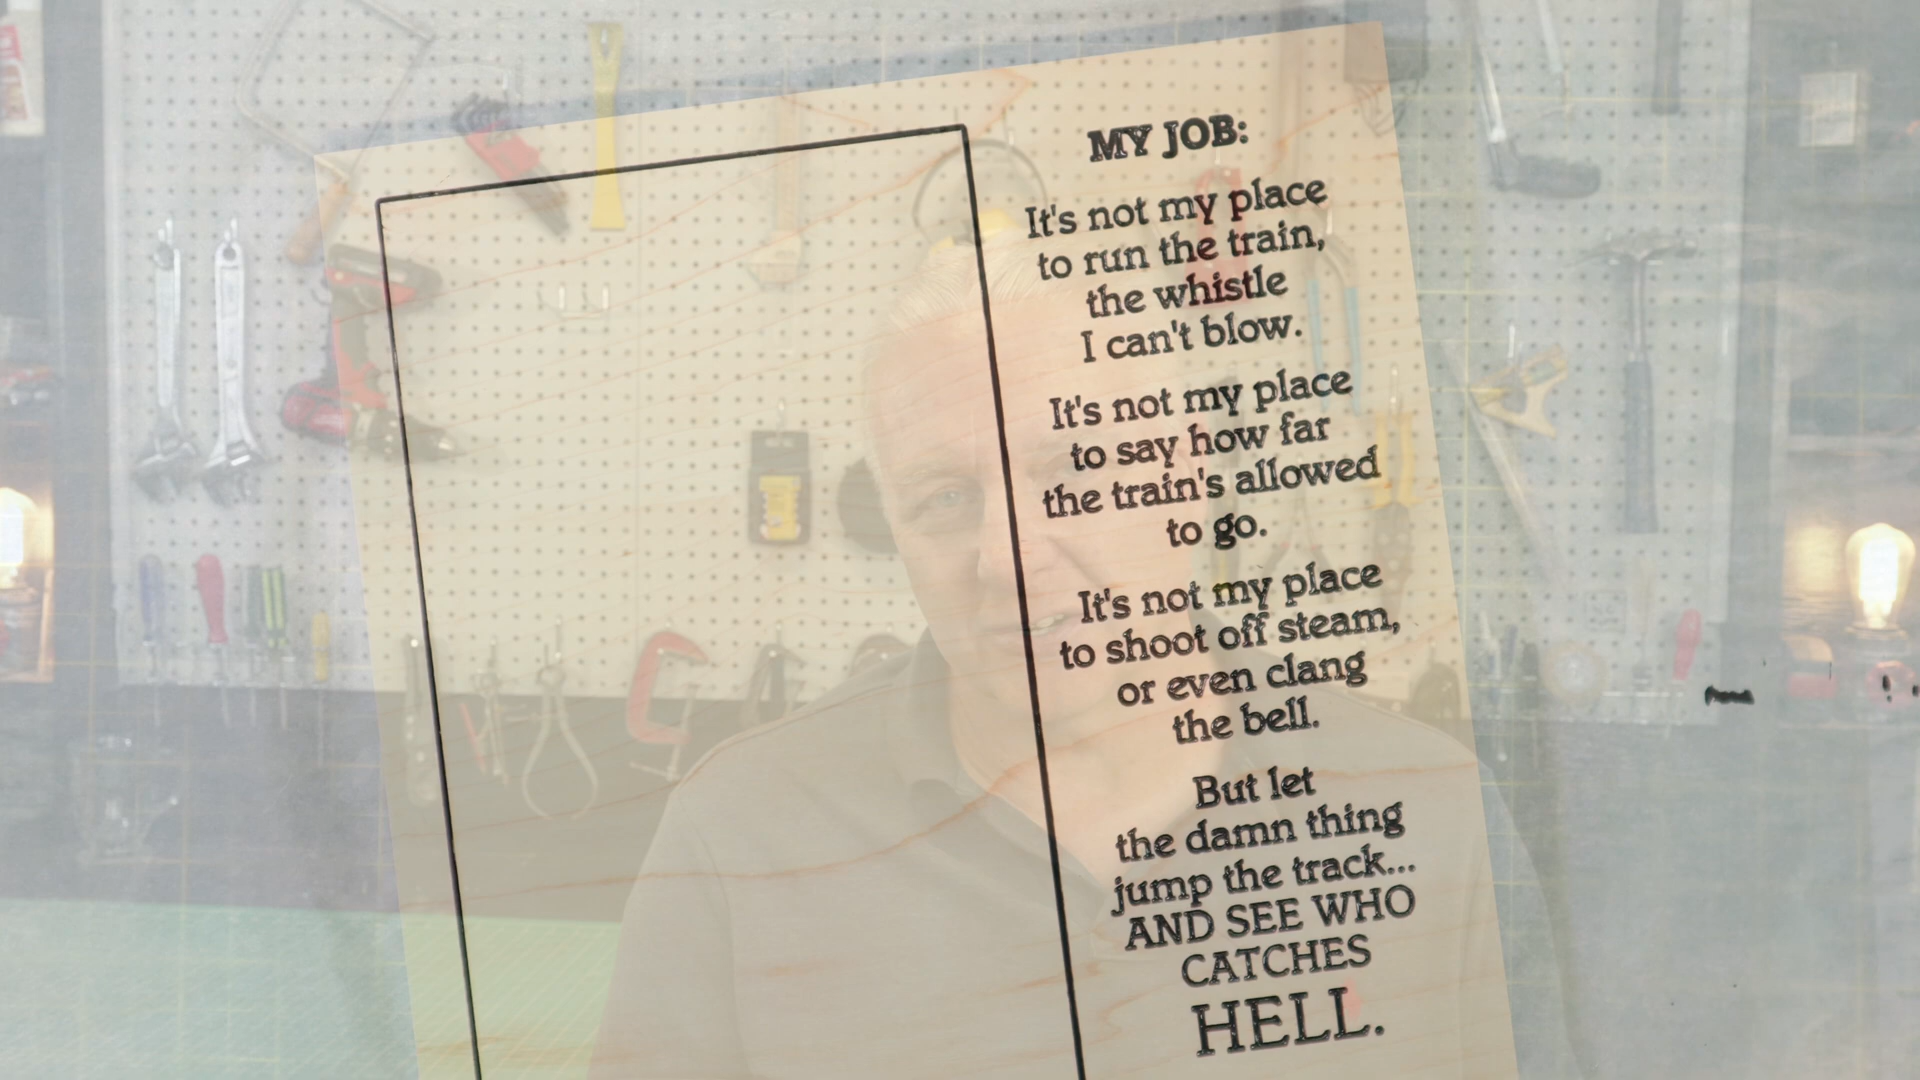 MY JOB:
It's not my place
to run the train,
the whistle
I can't blow.
It's not my place
to say how far
the train's allowed
to go.
It's not my place
to shoot off steam,
or even clang
the bell.
But let
the damn thing
jump the track...
AND SEE WHO
CATCHES
HELL.